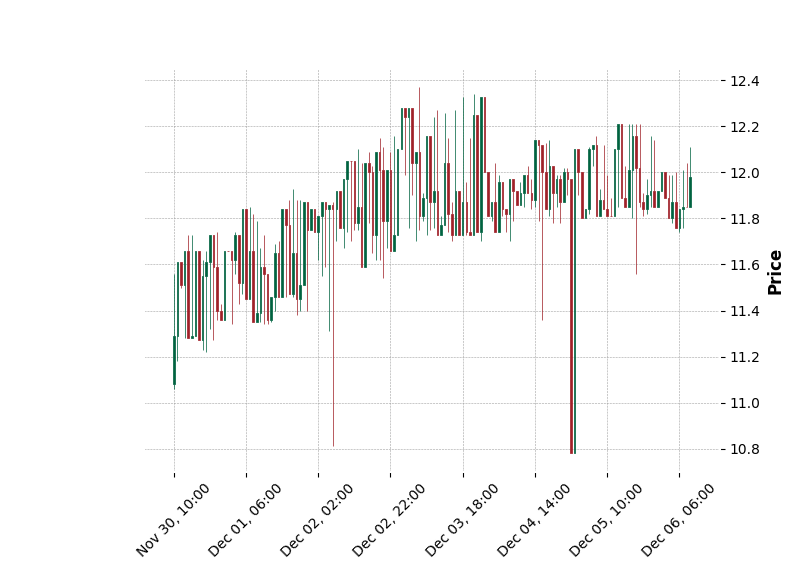 12.4
12.2
12.0
11.8
11.6
11.4
11.2
11.0
10.8
Price
Nov 30, 10:00
Dec 01, 06:00
Dec 02, 02:00
Dec 02, 22:00
Dec 03, 18:00
Dec 04, 14:00
Dec 05, 10:00
Dec 06, 06:00